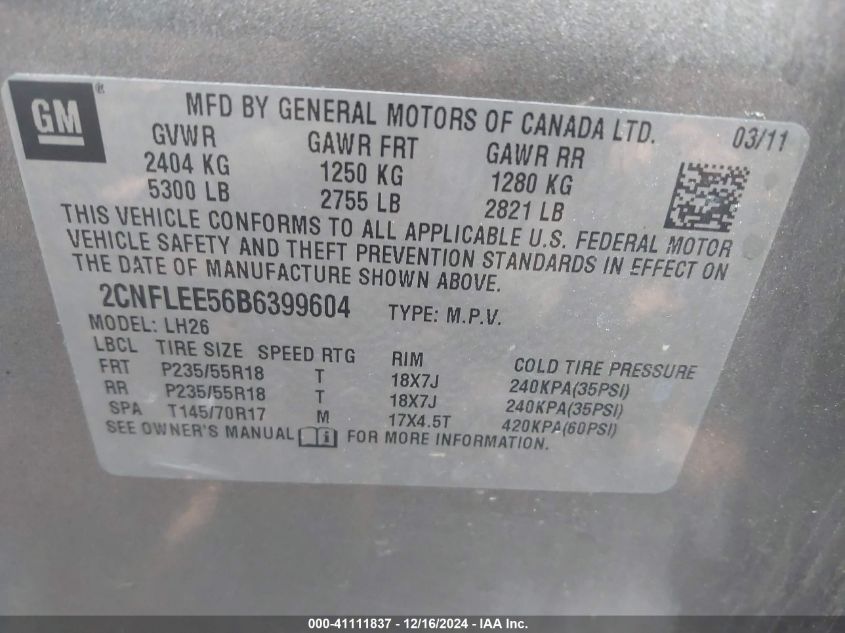 GM®
MFD BY GENERAL MOTORS OF CANADA LTD.
03/11
GVWR GAWR FRT GAWR RR
2404 KG 1250 KG 1280 KG
5300 LB 2755 LB 2821 LB
THIS VEHICLE CONFORMS TO ALL APPLICABLE U.S. FEDERAL MOTOR
VEHICLE SAFETY AND THEFT PREVENTION STANDARDS IN EFFECT ON
THE DATE OF MANUFACTURE SHOWN ABOVE.
2CNFLEE56B6399604 TYPE: M.P.V.
MODEL: LH26
LBCL TIRE SIZE SPEED RTG RIM COLD TIRE PRESSURE
FRT P235/55R18 T 18X7J 240KPA(35PSI)
RR P235/55R18 T 18X7J 240KPA(35PSI)
SPA T145/70R17 M 17X4.5T 420KPA(60PSI)
SEE OWNER'S MANUAL i FOR MORE INFORMATION.
000-41111837 - 12/16/2024 - IAA Inc.